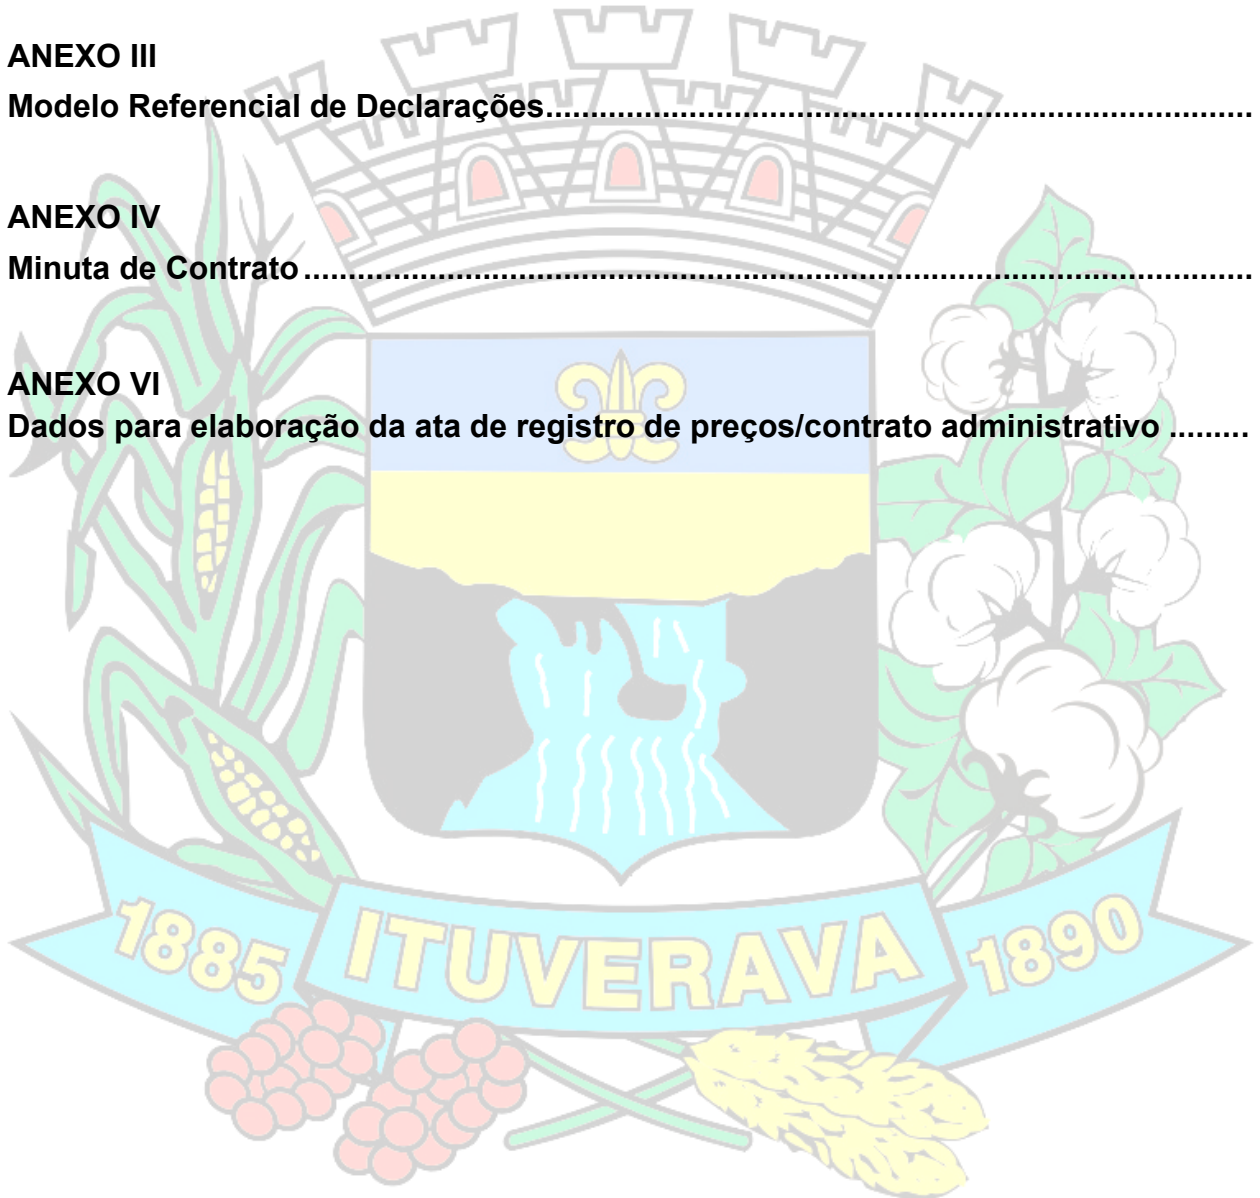 ANEXO III
Modelo Referencial de Declarações...............................................................................
ANEXO IV
Minuta de Contrato..........................................................................................................
ANEXO VI
Dados para elaboração da ata de registro de preços/contrato administrativo .........
1885 ITUVERAVA 1890